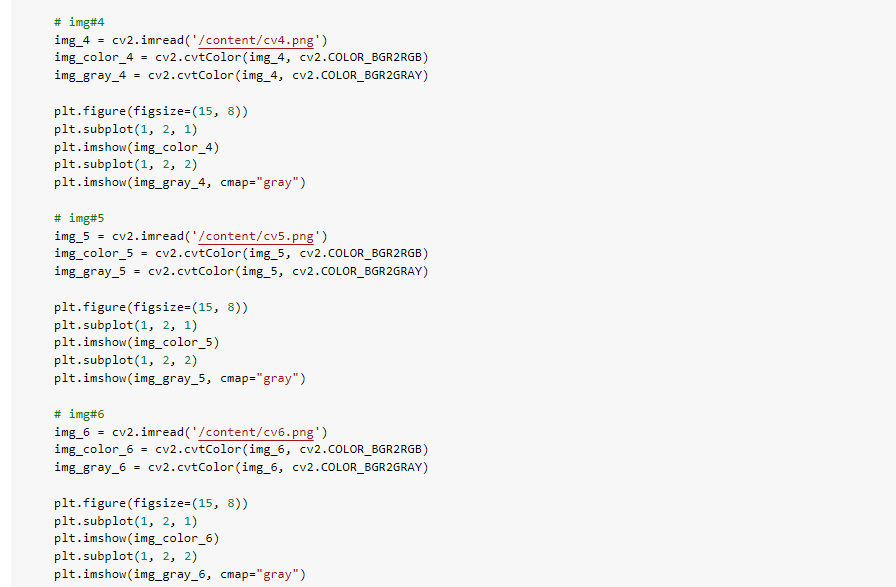 # img#4
img_4 = cv2.imread('/content/cv4.png')
img_color_4 = cv2.cvtColor(img_4, cv2.COLOR_BGR2RGB)
img_gray_4 = cv2.cvtColor(img_4, cv2.COLOR_BGR2GRAY)
plt.figure(figsize=(15, 8))
plt.subplot(1, 2, 1)
plt.imshow(img_color_4)
plt.subplot(1, 2, 2)
plt.imshow(img_gray_4, cmap="gray")
# img#5
img_5 = cv2.imread('/content/cv5.png')
img_color_5 = cv2.cvtColor(img_5, cv2.COLOR_BGR2RGB)
img_gray_5 = cv2.cvtColor(img_5, cv2.COLOR_BGR2GRAY)
plt.figure(figsize=(15, 8))
plt.subplot(1, 2, 1)
plt.imshow(img_color_5)
plt.subplot(1, 2, 2)
plt.imshow(img_gray_5, cmap="gray")
# img#6
img_6 = cv2.imread('/content/cv6.png')
img_color_6 = cv2.cvtColor(img_6, cv2.COLOR_BGR2RGB)
img_gray_6 = cv2.cvtColor(img_6, cv2.COLOR_BGR2GRAY)
plt.figure(figsize=(15, 8))
plt.subplot(1, 2, 1)
plt.imshow(img_color_6)
plt.subplot(1, 2, 2)
plt.imshow(img_gray_6, cmap="gray")